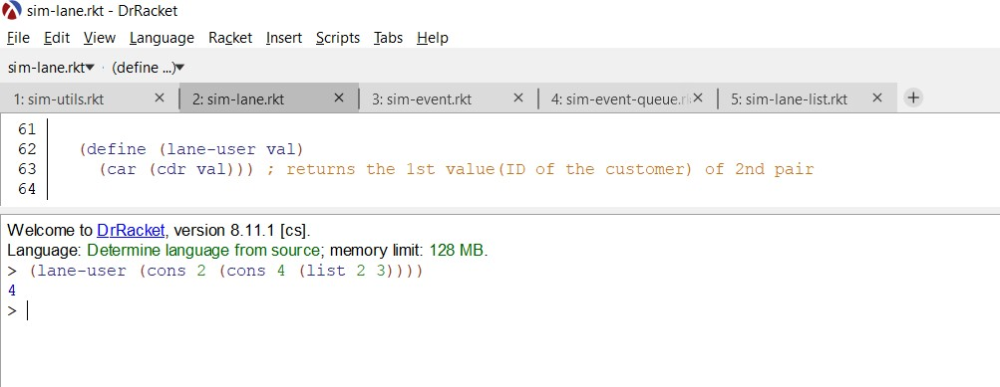 sim-lane.rkt - DrRacket
File Edit View Language Racket Insert Scripts Tabs Help
sim-lane.rkt▾ · (define ...)▾
1: sim-utils.rkt × 2: sim-lane.rkt × 3: sim-event.rkt × 4: sim-event-queue.r × 5: sim-lane-list.rkt × +
61
62 (define (lane-user val)
63 (car (cdr val))) ; returns the 1st value(ID of the customer) of 2nd pair
64
Welcome to DrRacket, version 8.11.1 [cs].
Language: Determine language from source; memory limit: 128 MB.
> (lane-user (cons 2 (cons 4 (list 2 3))))
4
>